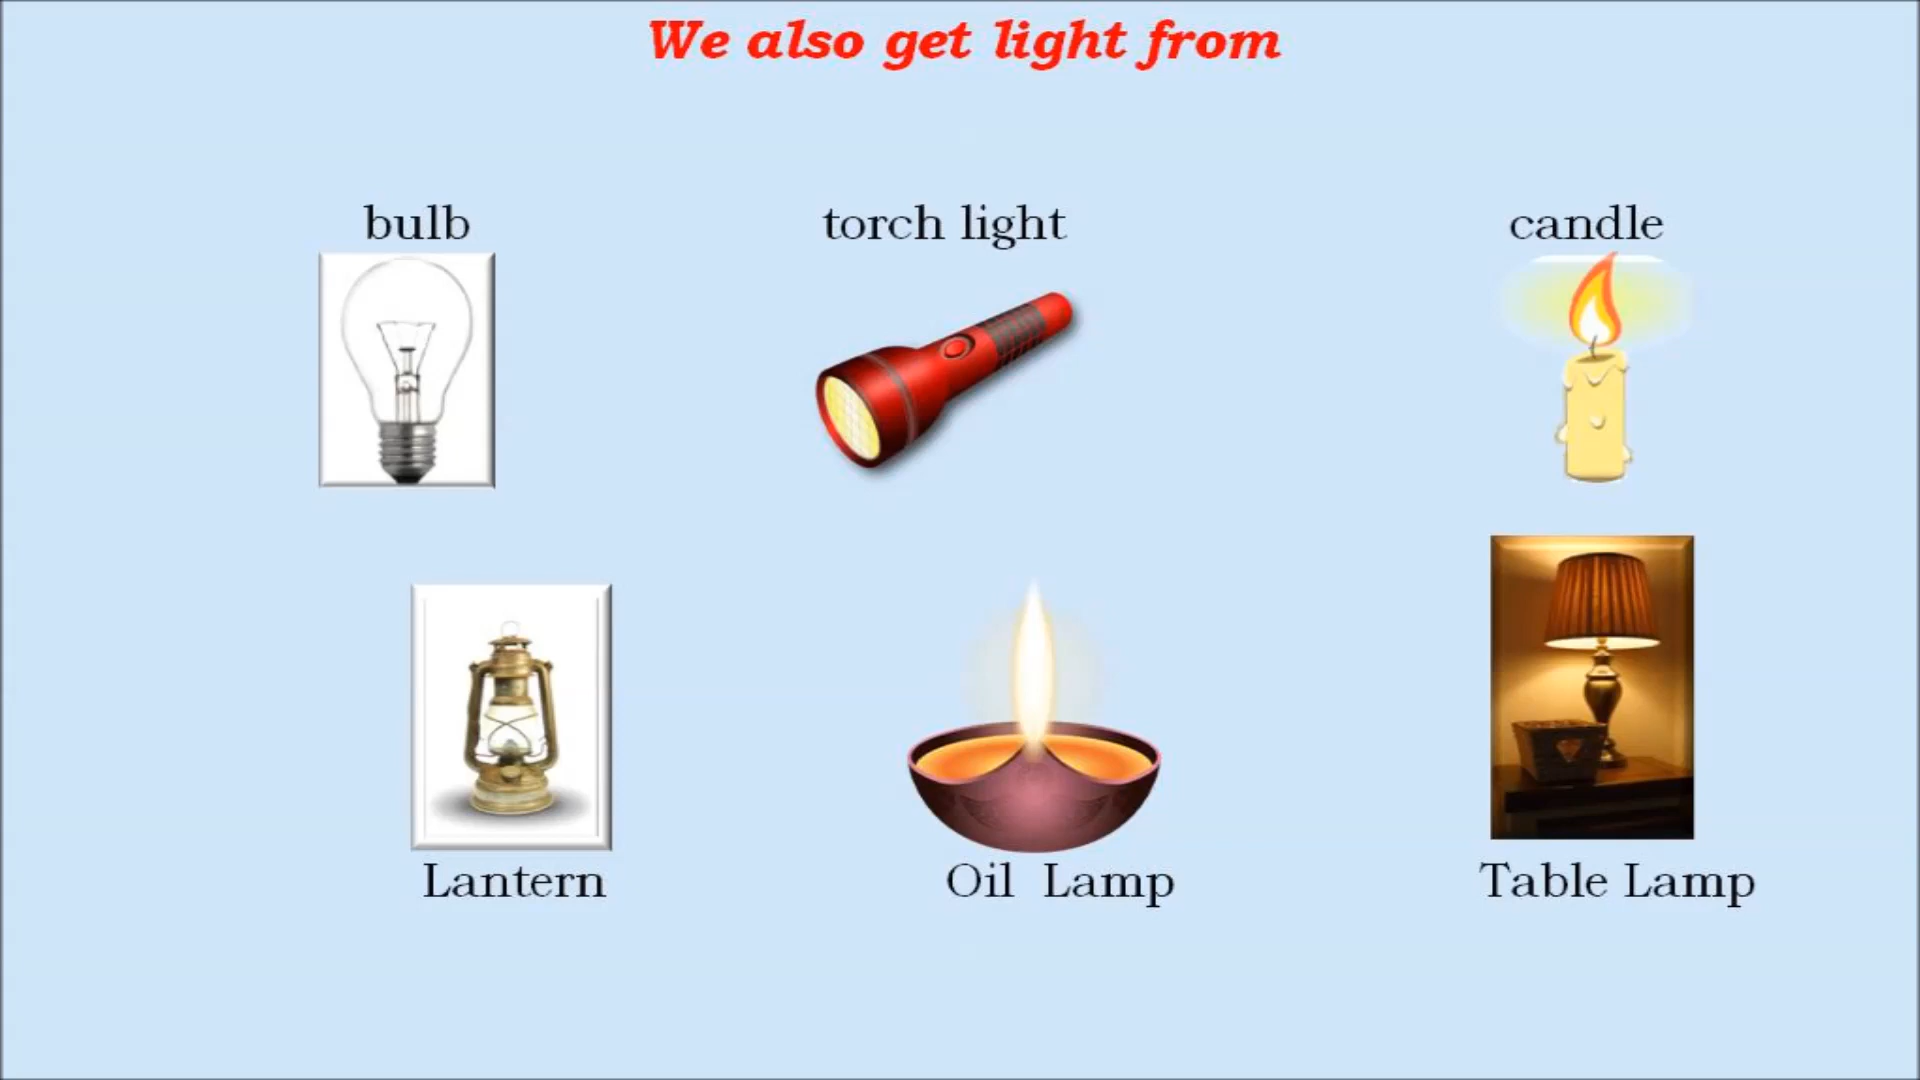 We also get light from
bulb
torch light
candle
Lantern
Oil Lamp
Table Lamp